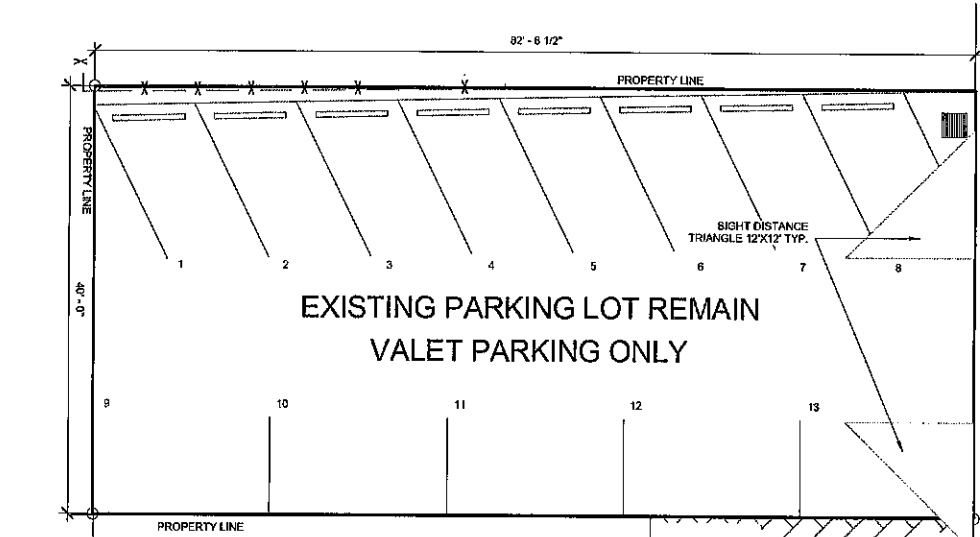 82' - 6 1/2"
PROPERTY LINE
PROPERTY LINE
40' - 0"
SIGHT DISTANCE
TRIANGLE 12'X12' TYP.
1 2 3 4 5 6 7 8
EXISTING PARKING LOT REMAIN
VALET PARKING ONLY
9 10 11 12 13
PROPERTY LINE